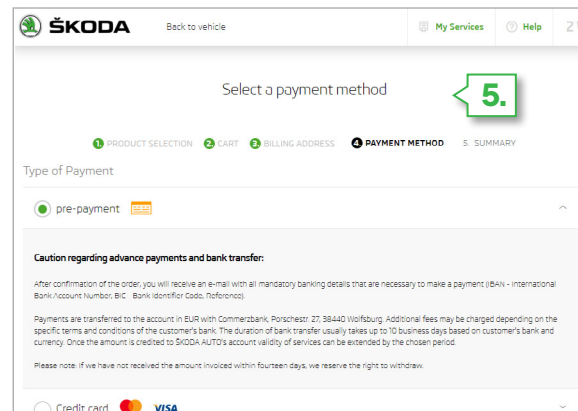 ŠKODA Back to vehicle My Services Help
Select a payment method
5.
1. PRODUCT SELECTION 2. CART 3. BILLING ADDRESS 4. PAYMENT METHOD 5. SUMMARY
Type of Payment
pre-payment
Caution regarding advance payments and bank transfer:
After confirmation of the order, you will receive an e-mail with all mandatory banking details that are necessary to make a payment (IBAN - International
Bank Account Number, BIC Bank Identifier Code, Reference).
Payments are transferred to the account in EUR with Commerzbank, Porschestr. 27, 38440 Wolfsburg. Additional fees may be charged depending on the
specific terms and conditions of the customer's bank. The duration of bank transfer usually takes up to 10 business days based on customer's bank and
currency. Once the amount is credited to ŠKODA AUTO's account validity of services can be extended by the chosen period.
Please note: If we have not received the amount invoiced within fourteen days, we reserve the right to withdraw.
Credit card VISA